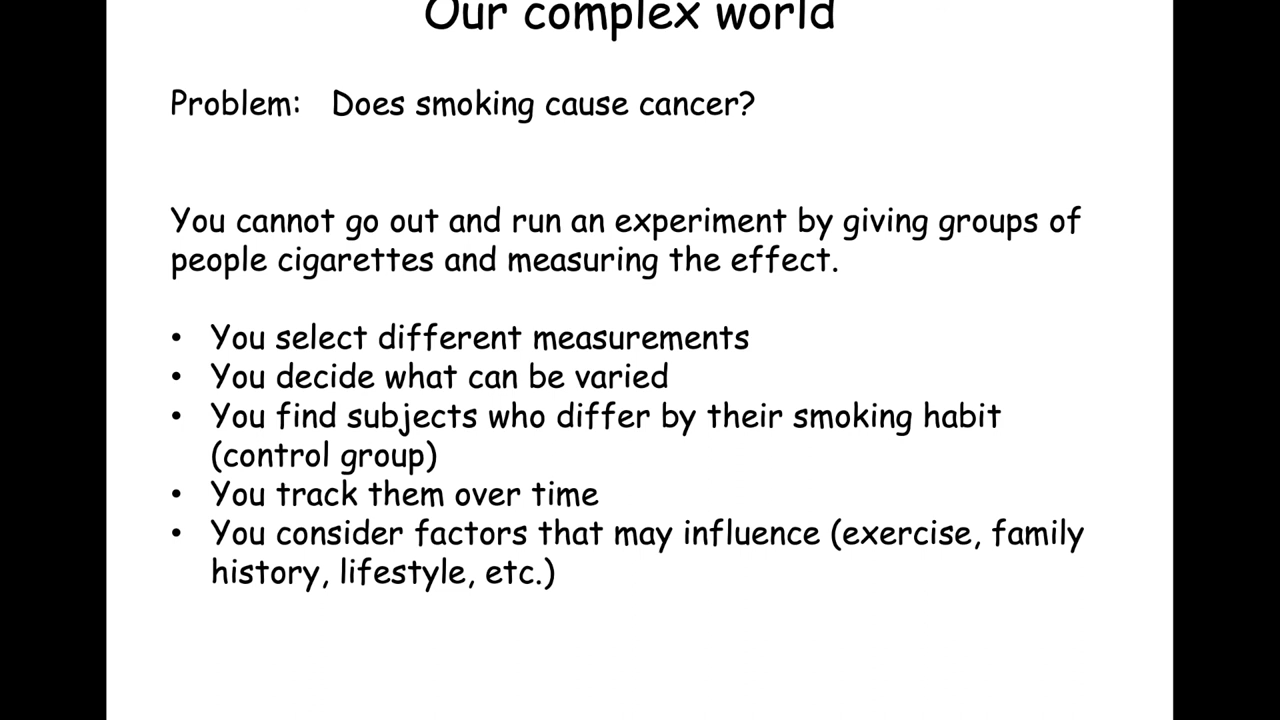 Our complex world
Problem: Does smoking cause cancer?
You cannot go out and run an experiment by giving groups of
people cigarettes and measuring the effect.
• You select different measurements
• You decide what can be varied
• You find subjects who differ by their smoking habit
(control group)
• You track them over time
• You consider factors that may influence (exercise, family
history, lifestyle, etc.)